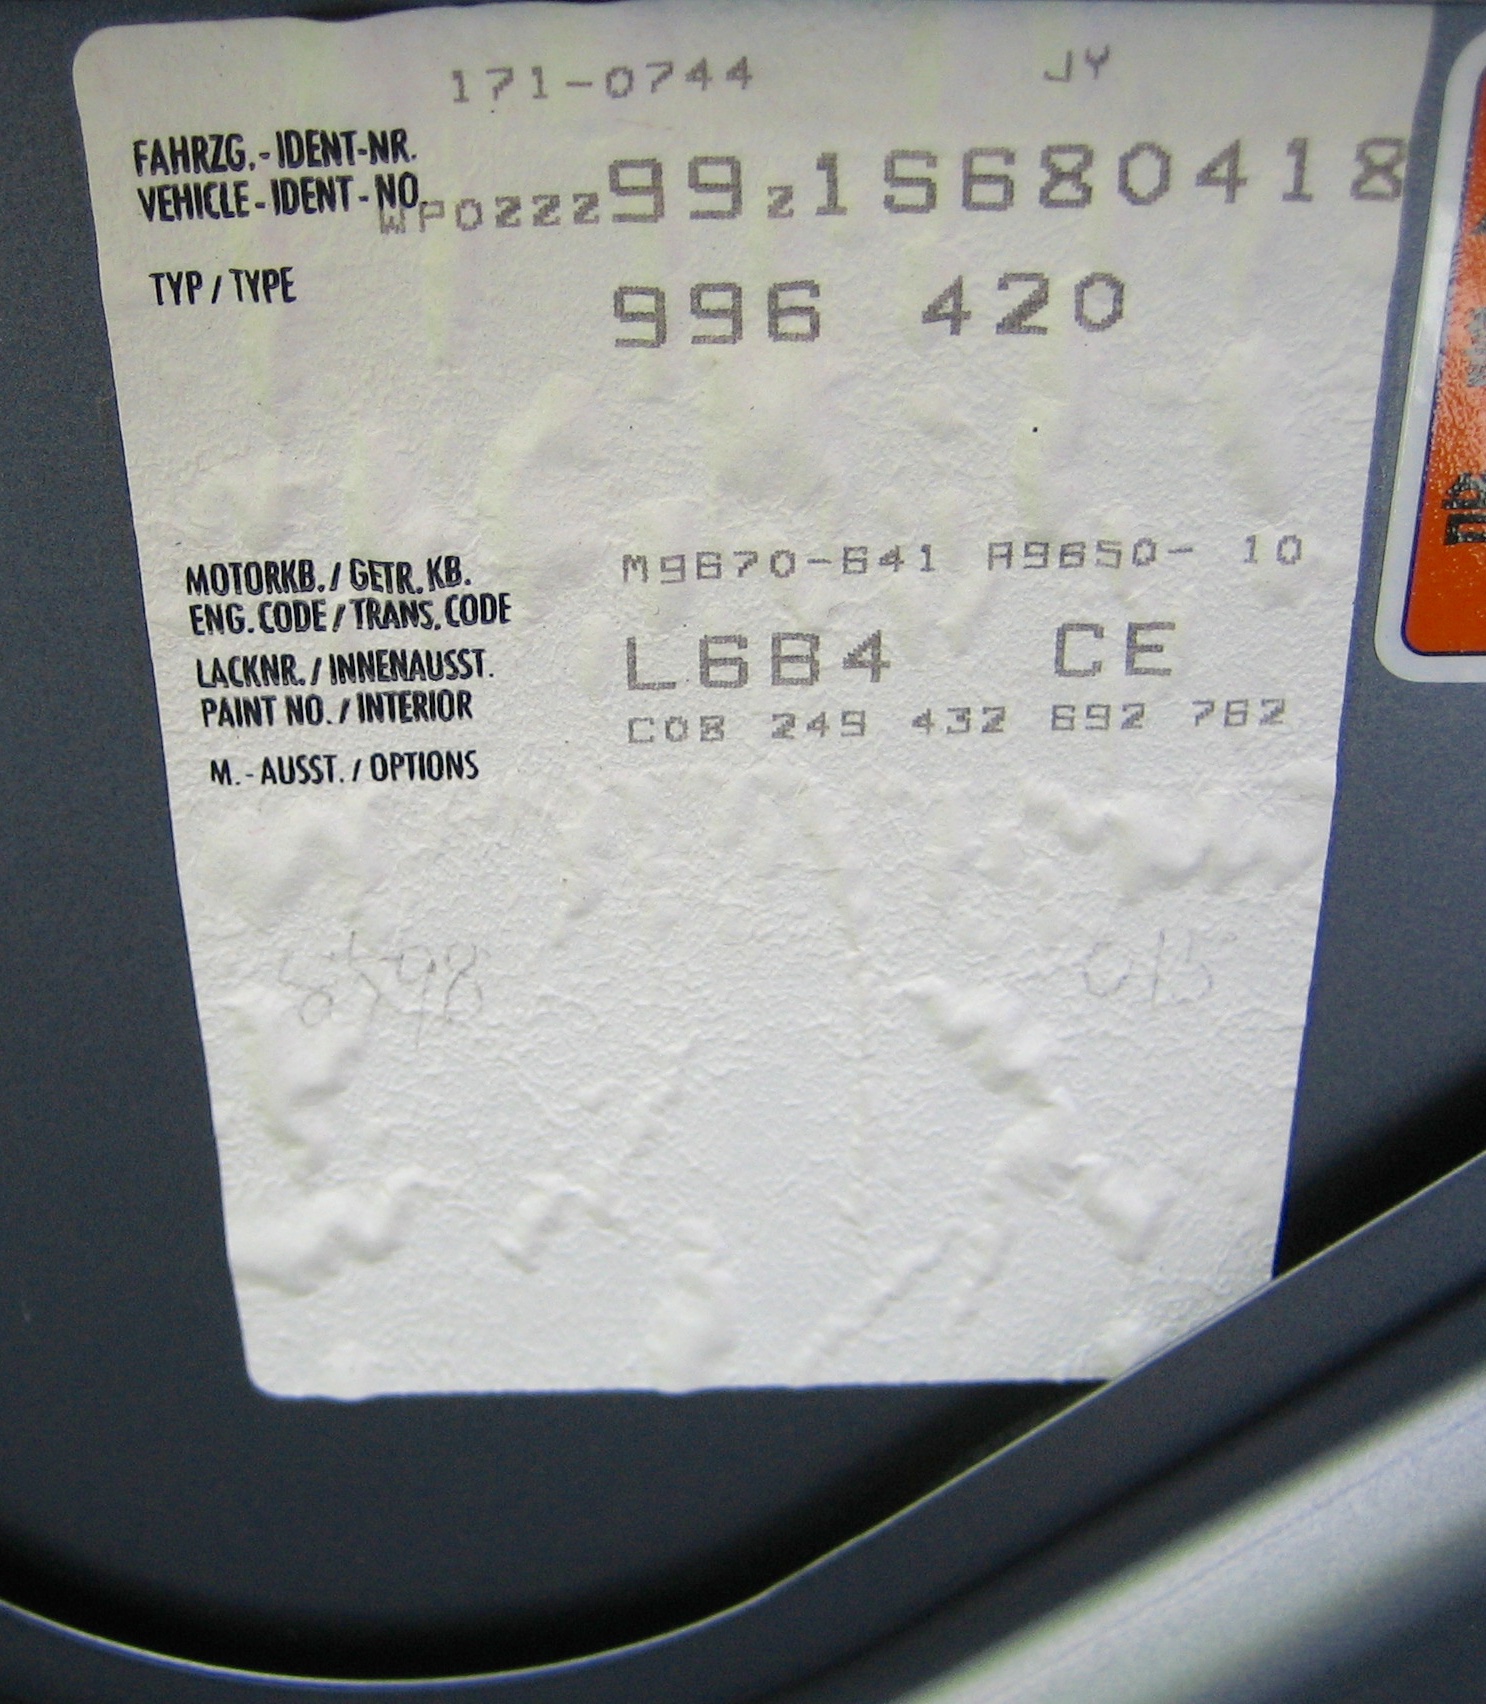 171-0744 JY
FAHRZG.-IDENT-NR.
VEHICLE-IDENT-NO. WP0ZZZ99Z1S680418
TYP / TYPE 996 420
MOTORKB. / GETR. KB. M9670-641 A9650- 10
ENG. CODE / TRANS. CODE
LACKNR. / INNENAUSST. L6B4 CE
PAINT NO. / INTERIOR
C08 249 432 692 762
M.-AUSST. / OPTIONS
015